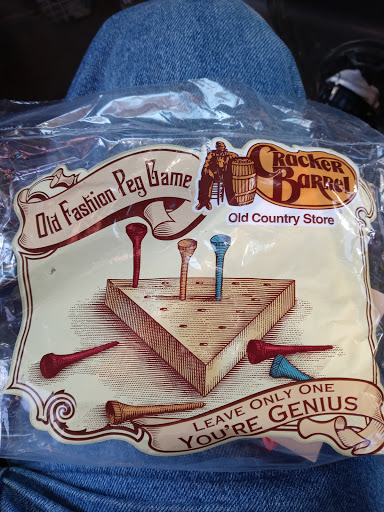 Old Fashion Peg Game
Cracker
Barrel
Old Country Store
LEAVE ONLY ONE
YOU'RE GENIUS